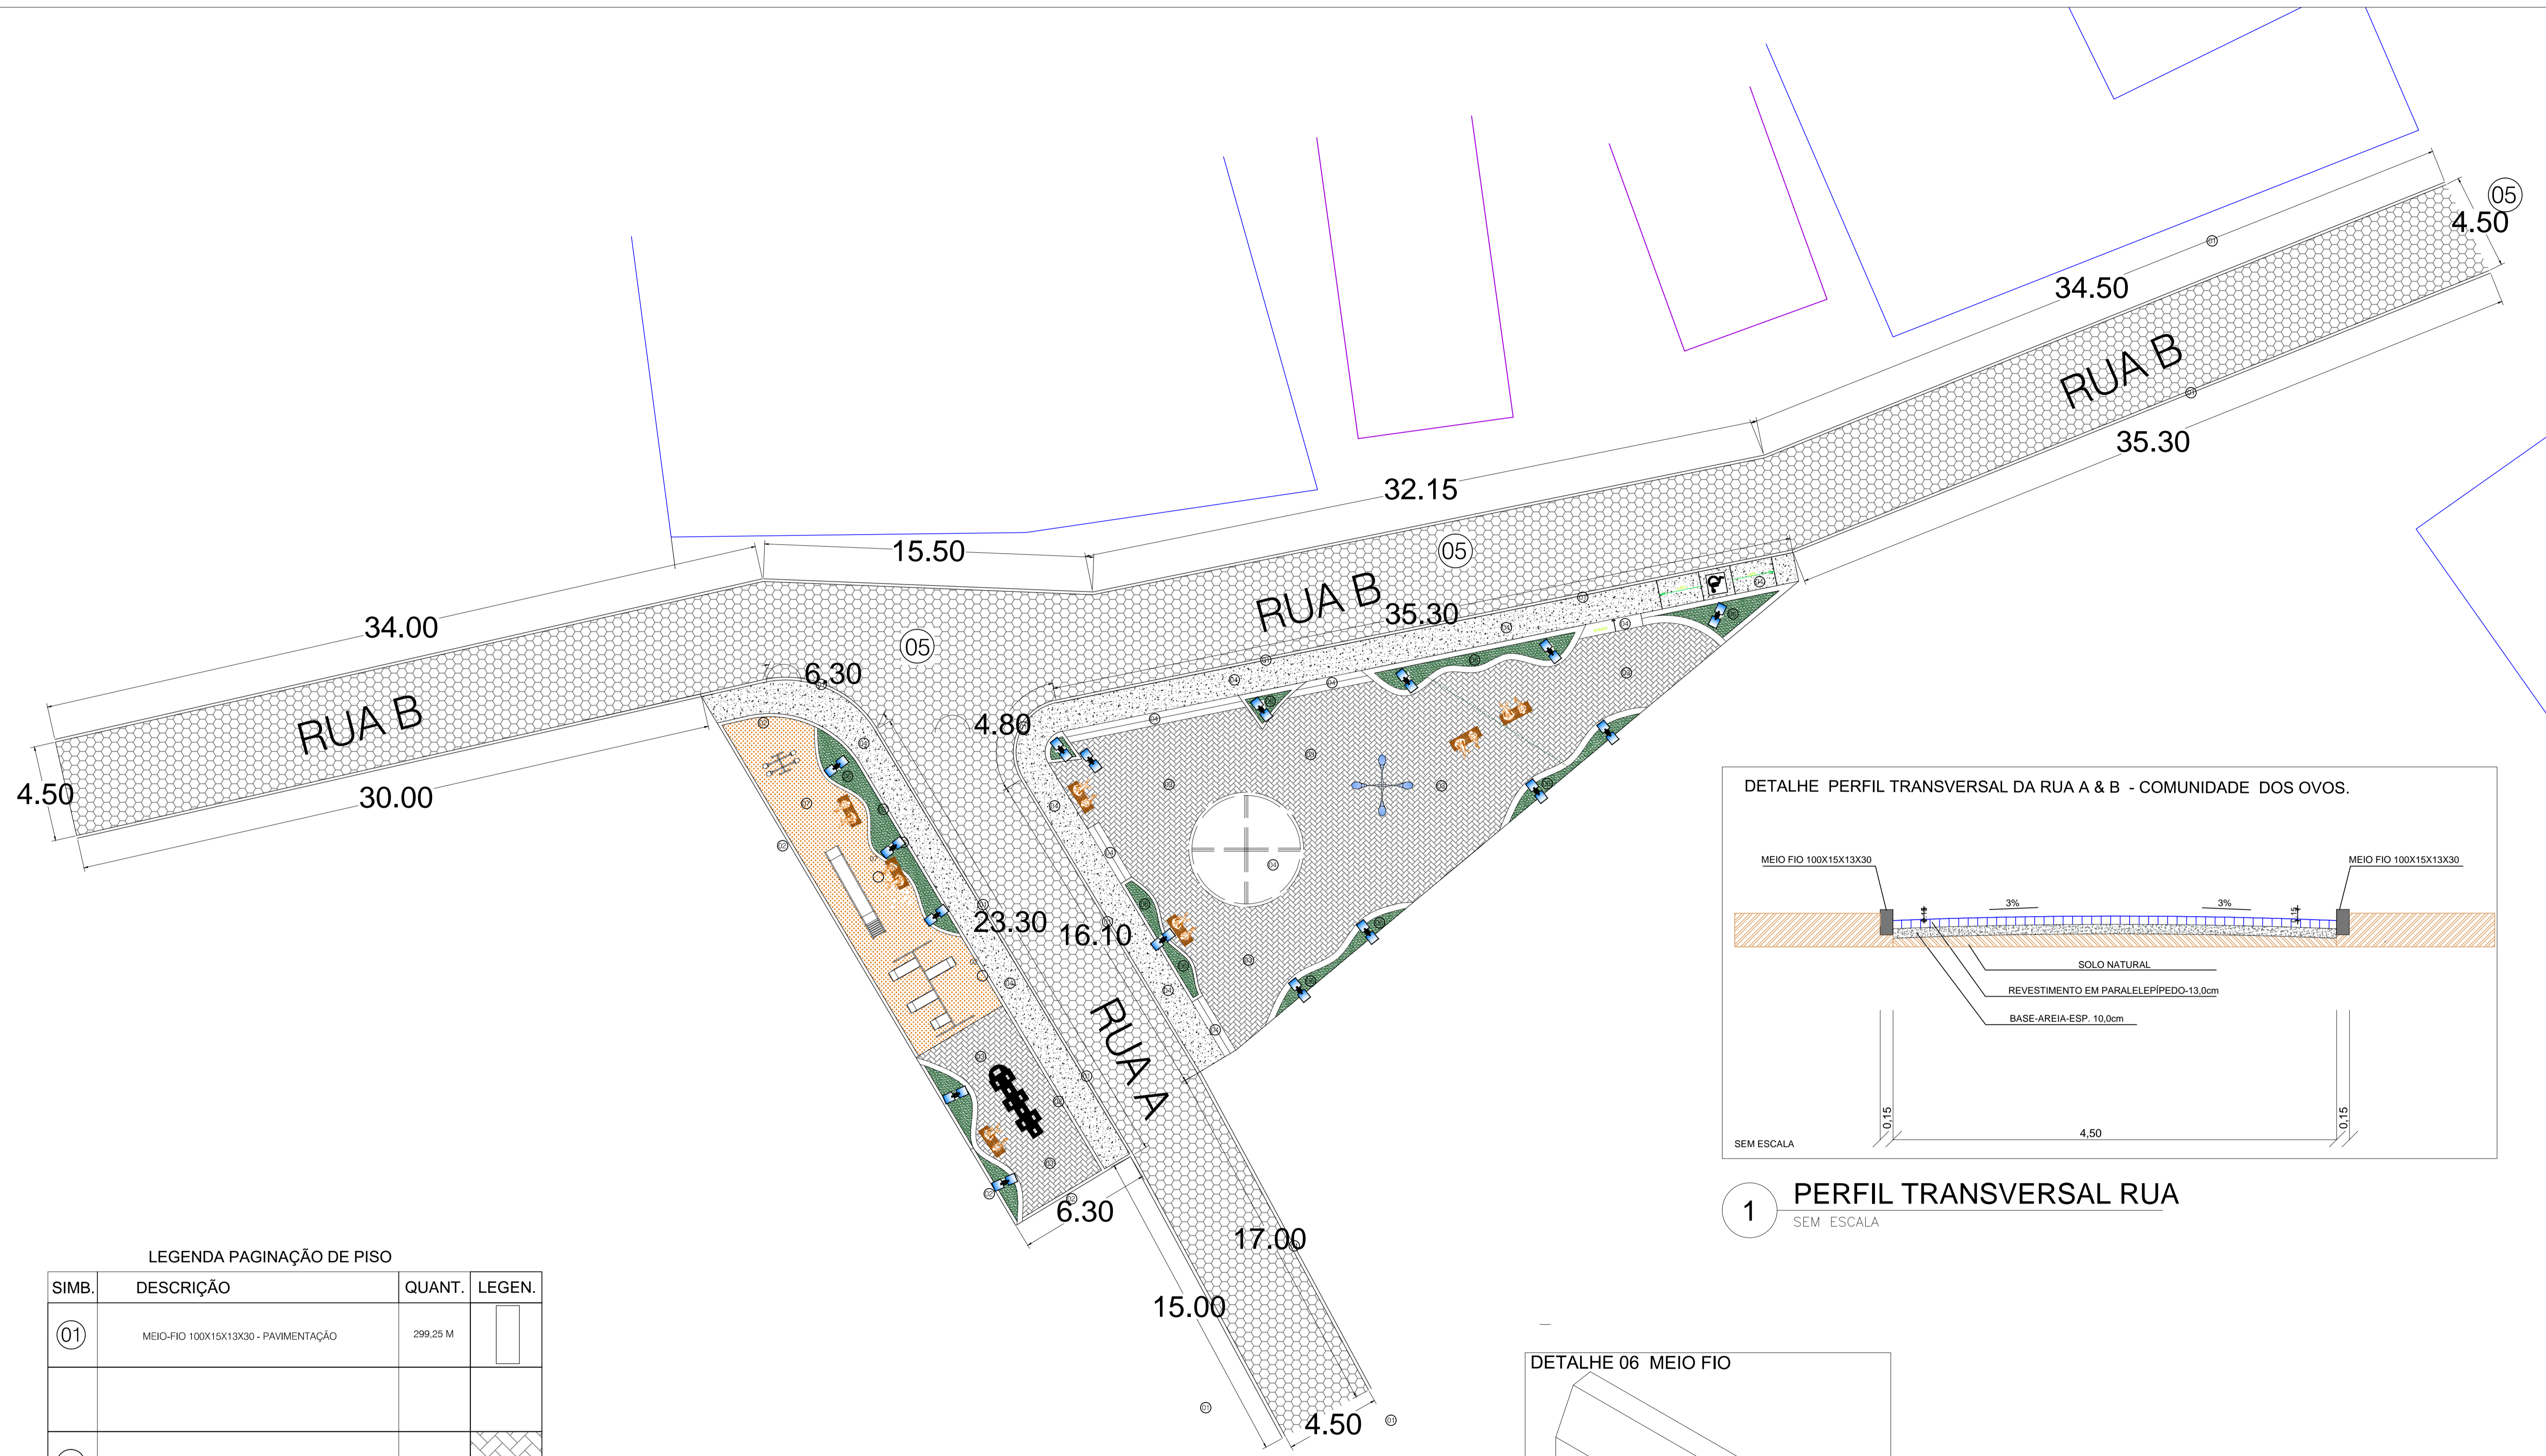 05
4.50
34.50
01
RUA B
01
35.30
32.15
15.50
05
34.00
05
RUA B
35.30
6.30
RUA B
4.80
4.50
30.00
23.30
16.10
RUA A
6.30
17.00
15.00
4.50
01
01
DETALHE PERFIL TRANSVERSAL DA RUA A & B - COMUNIDADE DOS OVOS.
MEIO FIO 100X15X13X30
MEIO FIO 100X15X13X30
3%
3%
SOLO NATURAL
REVESTIMENTO EM PARALELEPÍPEDO-13,0cm
BASE-AREIA-ESP. 10,0cm
0,15
4,50
0,15
SEM ESCALA
1
PERFIL TRANSVERSAL RUA
SEM ESCALA
LEGENDA PAGINAÇÃO DE PISO
SIMB. DESCRIÇÃO QUANT. LEGEN.
01 MEIO-FIO 100X15X13X30 - PAVIMENTAÇÃO 299,25 M
DETALHE 06 MEIO FIO